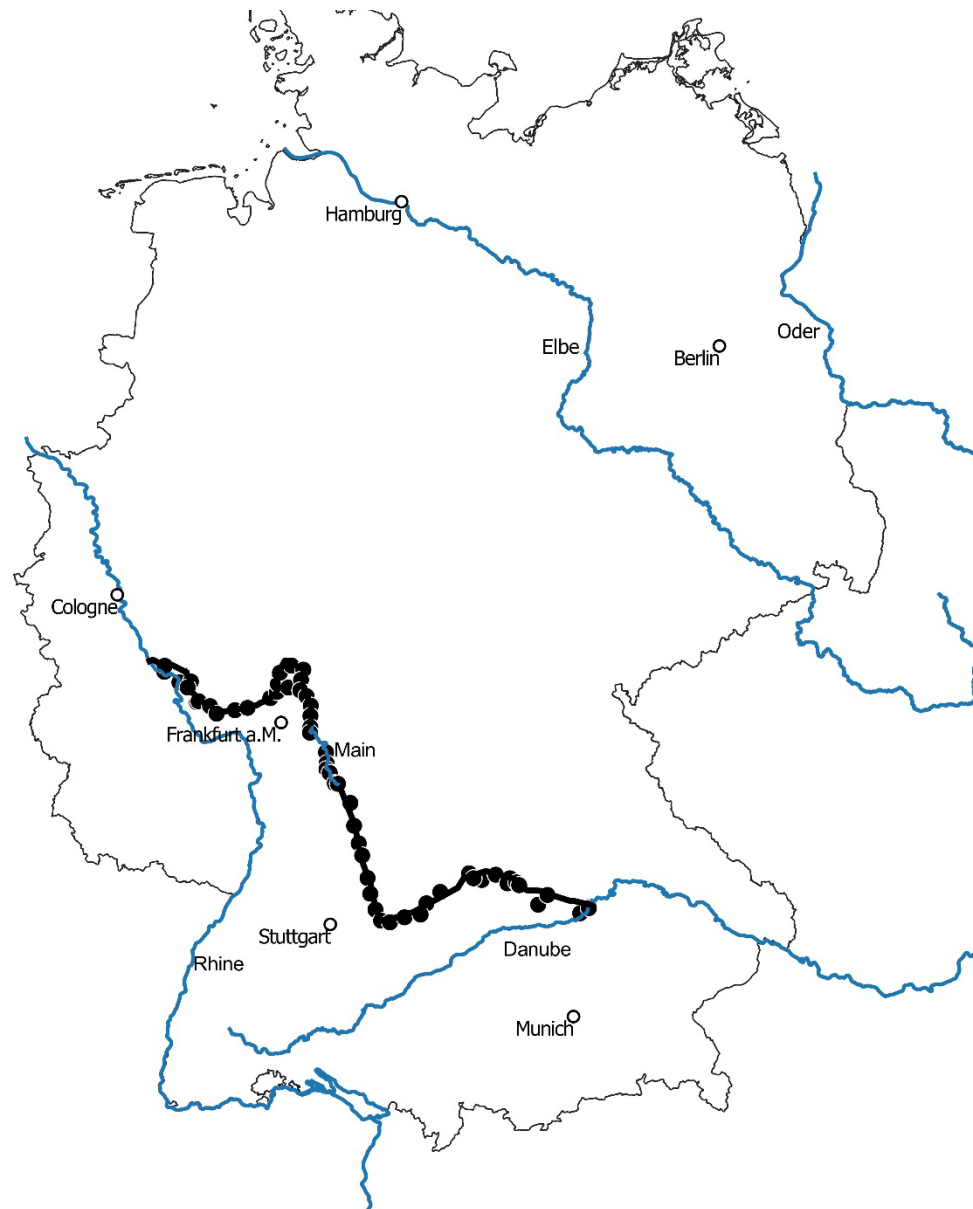 Hamburg
Elbe
Oder
Berlin
Cologne
Frankfurt a.M.
Main
Stuttgart
Danube
Rhine
Munich